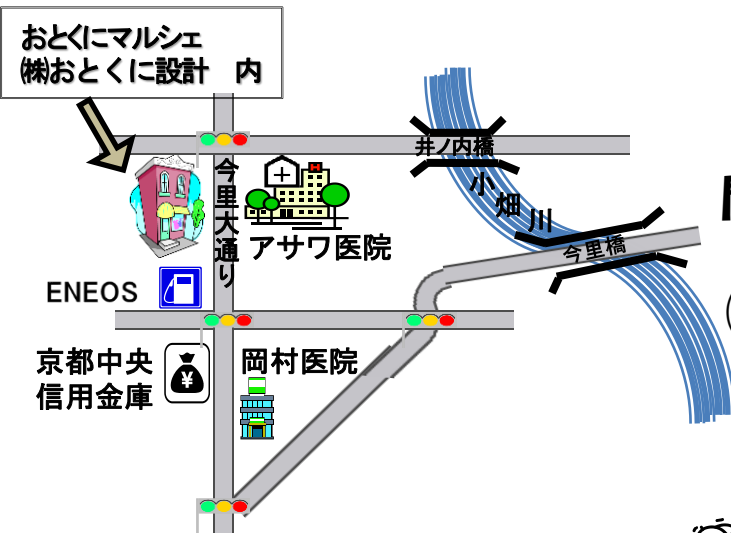 おとくにマルシェ
㈱おとくに設計　内
井ノ内橋
今里大通り
小畑川
アサワ医院
今里橋
ENEOS
京都中央
信用金庫
岡村医院
¥
H